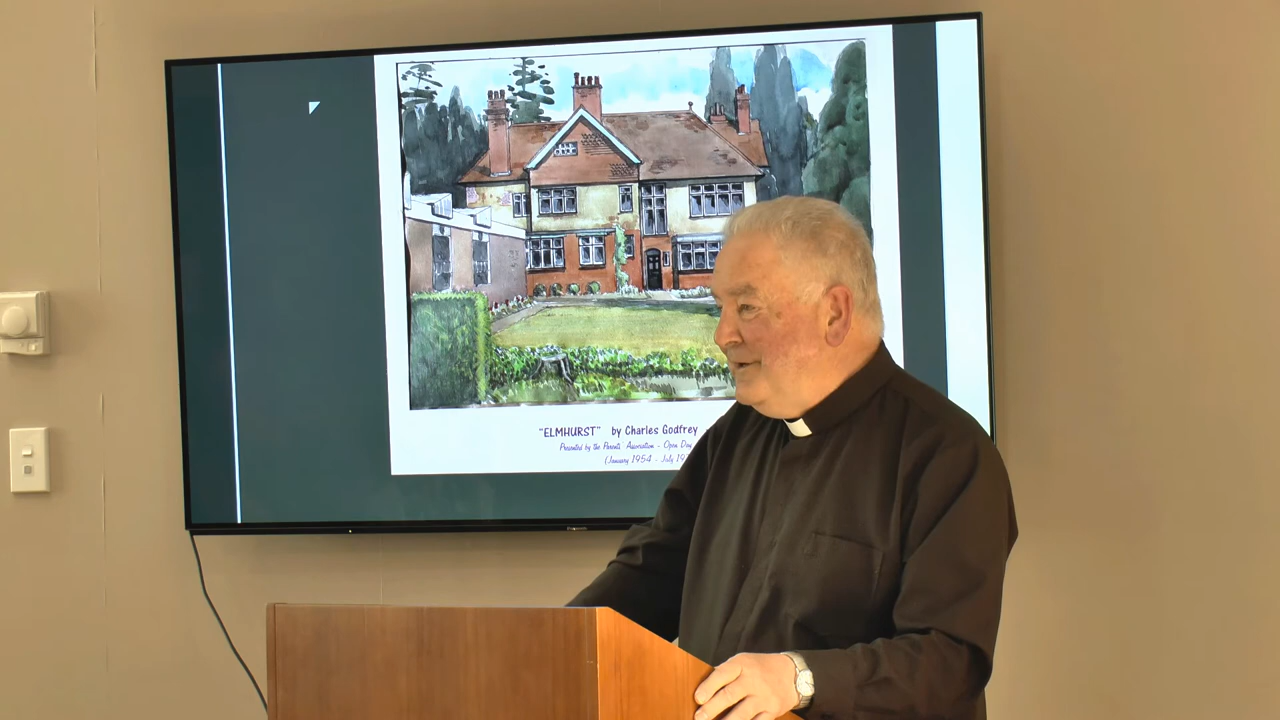 "ELMHURST" by Charles Godfrey
Presented by the Parents' Association - Open Day
(January 1954 - July 19